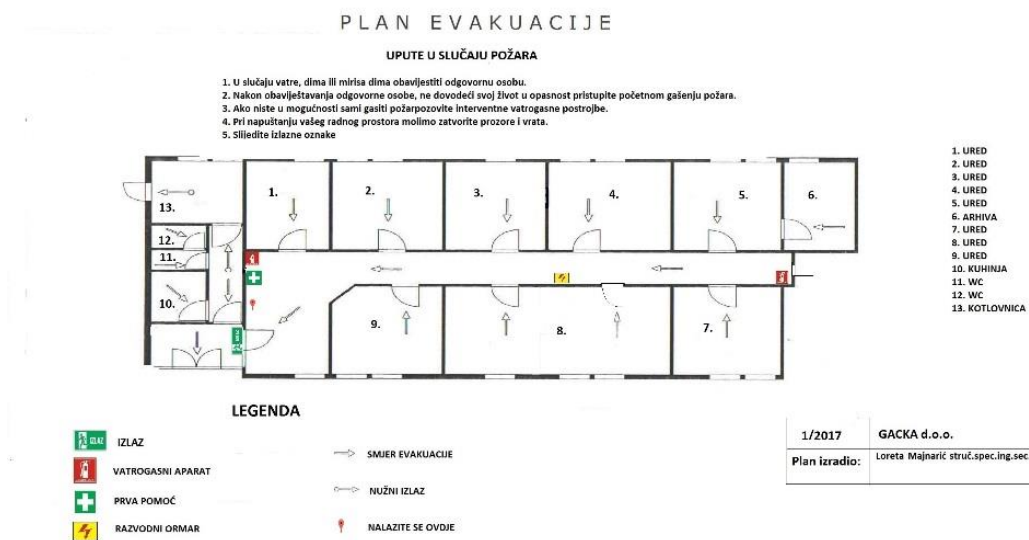 PLAN EVAKUACIJE
UPUTE U SLUČAJU POŽARA
1. U slučaju vatre, dima ili mirisa dima obavijestiti odgovornu osobu.
2. Nakon obaviještavanja odgovorne osobe, ne dovodeći svoj život u opasnost pristupite početnom gašenju požara.
3. Ako niste u mogućnosti sami gasiti požarpozovite interventne vatrogasne postrojbe.
4. Pri napuštanju vašeg radnog prostora molimo zatvorite prozore i vrata.
5. Slijedite izlazne oznake
1. URED
2. URED
3. URED
4. URED
5. URED
6. ARHIVA
7. URED
8. URED
9. URED
10. KUHINJA
11. WC
12. WC
13. KOTLOVNICA
1.
2.
3.
4.
5.
6.
13.
12.
11.
10.
9.
8.
7.
LEGENDA
IZLAZ
IZLAZ
VATROGASNI APARAT
PRVA POMOĆ
RAZVODNI ORMAR
SMJER EVAKUACIJE
NUŽNI IZLAZ
NALAZITE SE OVDJE
1/2017 GACKA d.o.o.
Plan izradio: Loreta Majnarić struč.spec.ing.sec.